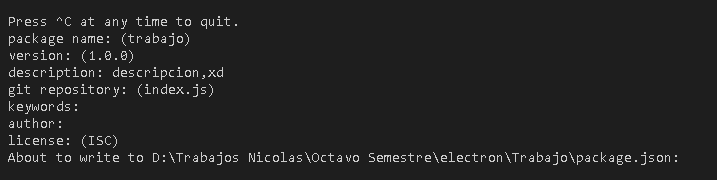 Press ^C at any time to quit.
package name: (trabajo)
version: (1.0.0)
description: descripcion,xd
git repository: (index.js)
keywords:
author:
license: (ISC)
About to write to D:\Trabajos Nicolas\Octavo Semestre\electron\Trabajo\package.json: